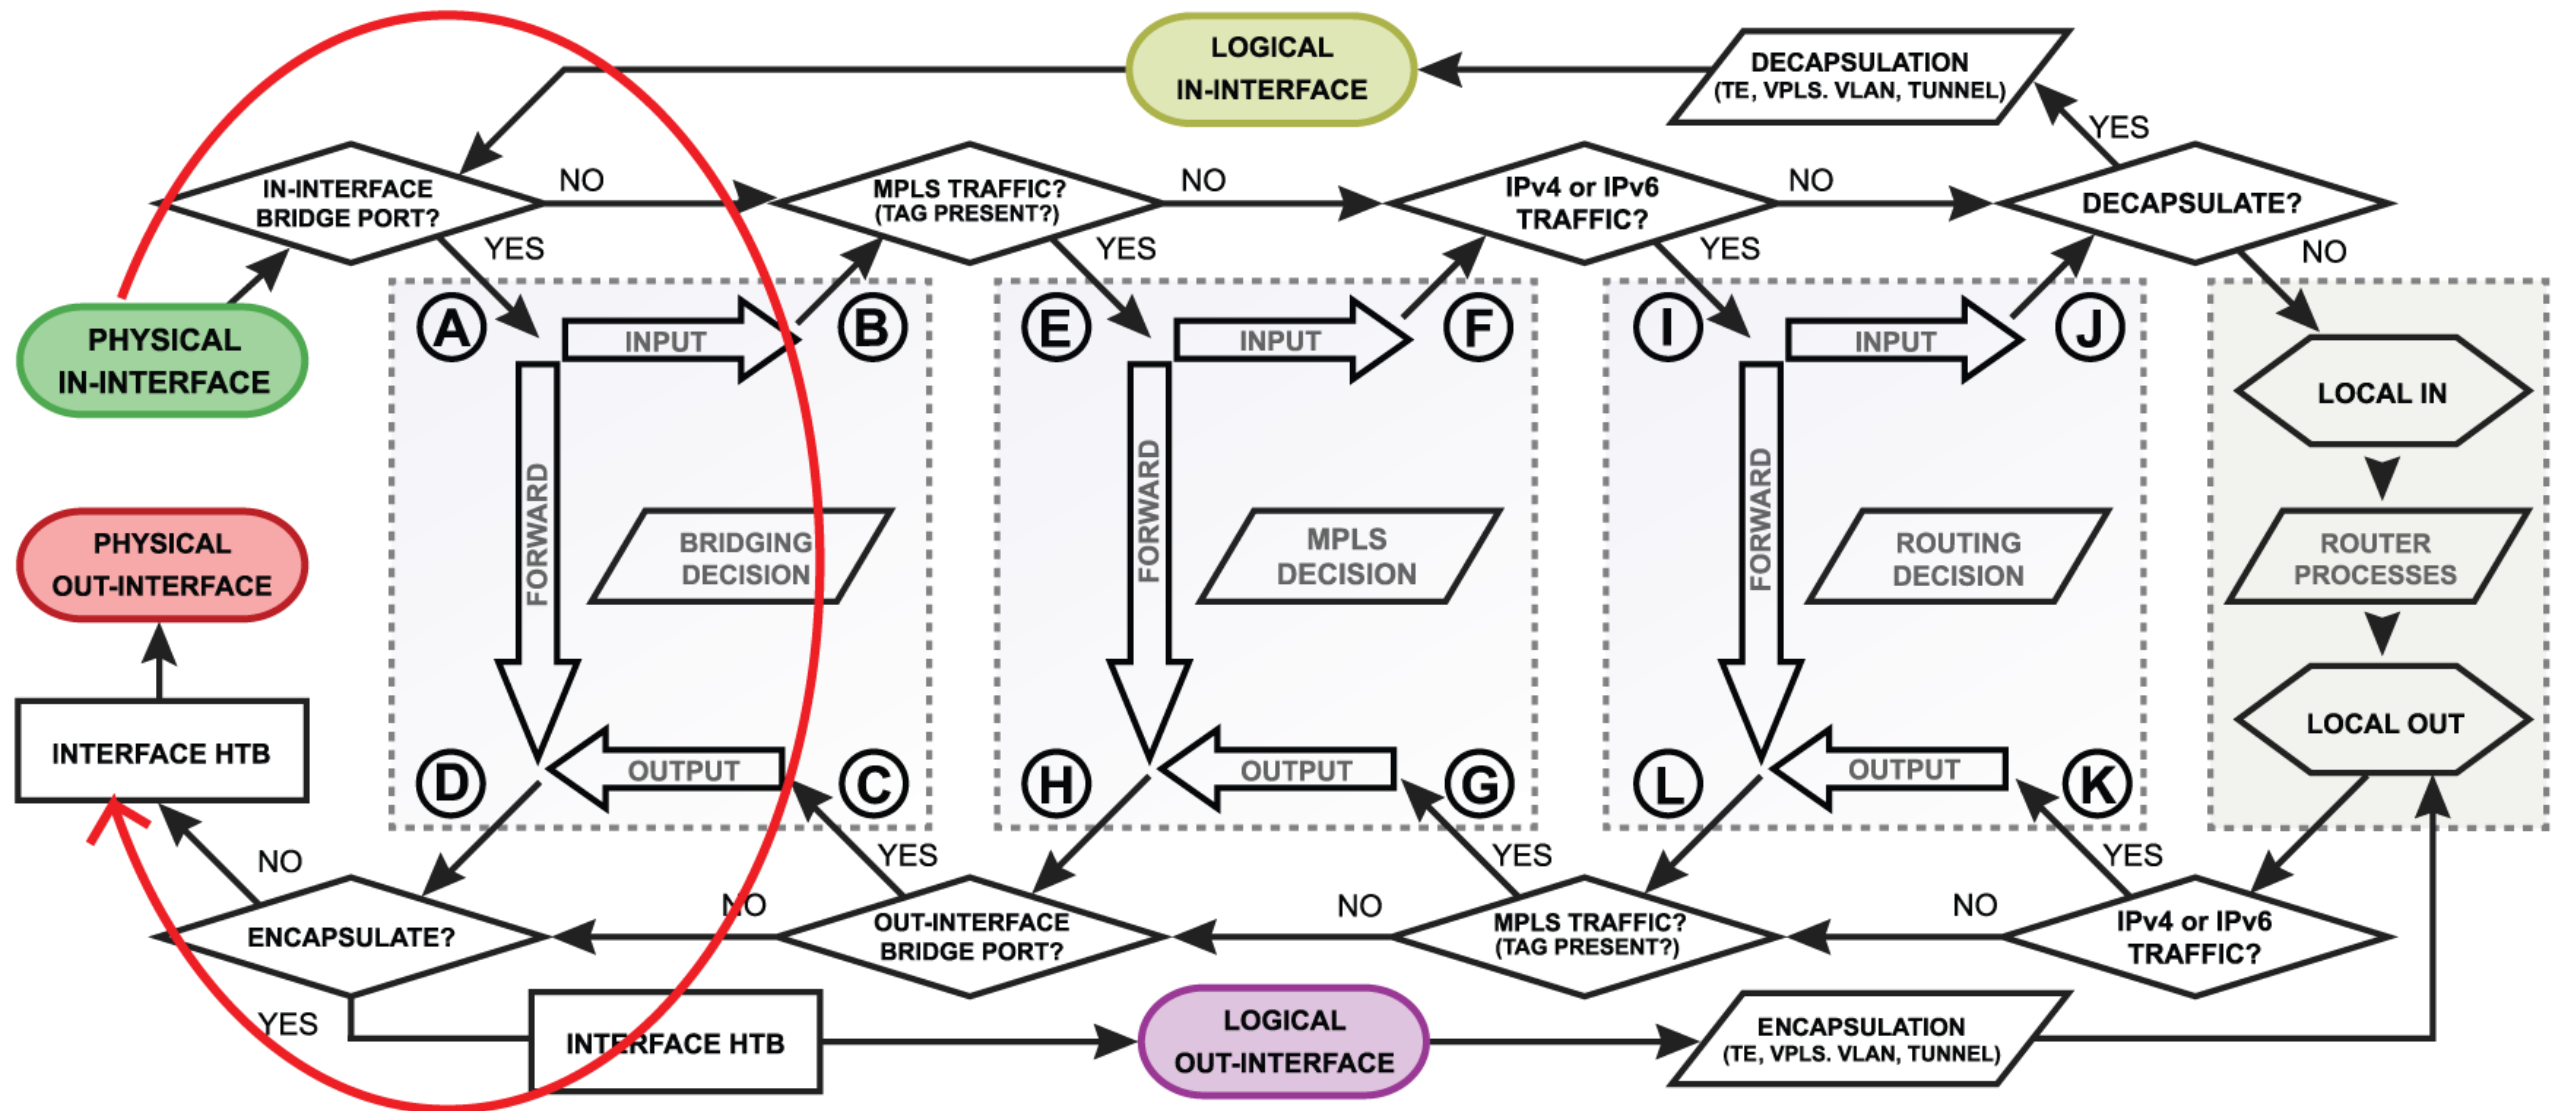 LOGICAL
IN-INTERFACE
DECAPSULATION
(TE, VPLS. VLAN, TUNNEL)
YES
IN-INTERFACE
BRIDGE PORT?
NO
MPLS TRAFFIC?
(TAG PRESENT?)
NO
IPv4 or IPv6
TRAFFIC?
NO
DECAPSULATE?
YES
YES
YES
NO
PHYSICAL
IN-INTERFACE
A
INPUT
B
E
INPUT
F
I
INPUT
J
LOCAL IN
FORWARD
BRIDGING
DECISION
FORWARD
MPLS
DECISION
FORWARD
ROUTING
DECISION
ROUTER
PROCESSES
PHYSICAL
OUT-INTERFACE
INTERFACE HTB
D
OUTPUT
C
H
OUTPUT
G
L
OUTPUT
K
LOCAL OUT
NO
YES
YES
YES
ENCAPSULATE?
NO
OUT-INTERFACE
BRIDGE PORT?
NO
MPLS TRAFFIC?
(TAG PRESENT?)
NO
IPv4 or IPv6
TRAFFIC?
YES
INTERFACE HTB
LOGICAL
OUT-INTERFACE
ENCAPSULATION
(TE, VPLS. VLAN, TUNNEL)